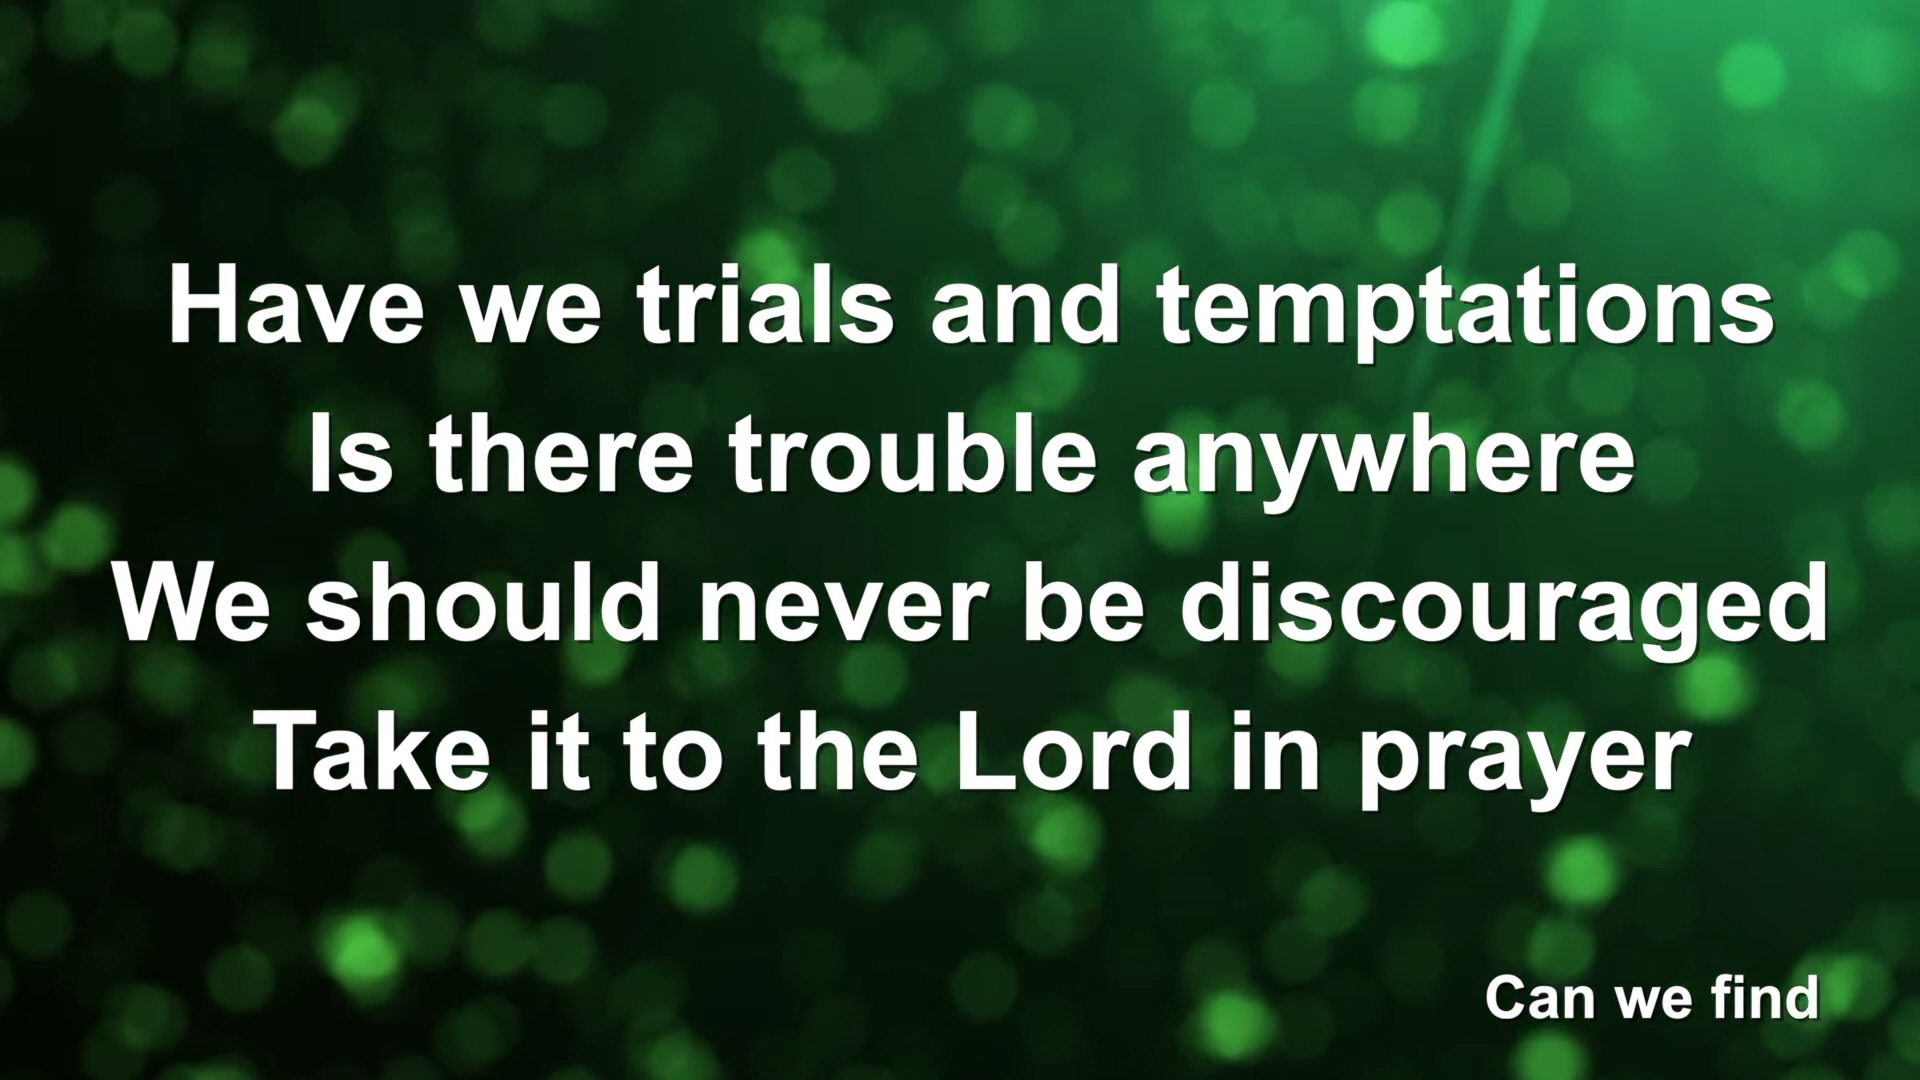 Have we trials and temptations
Is there trouble anywhere
We should never be discouraged
Take it to the Lord in prayer
Can we find